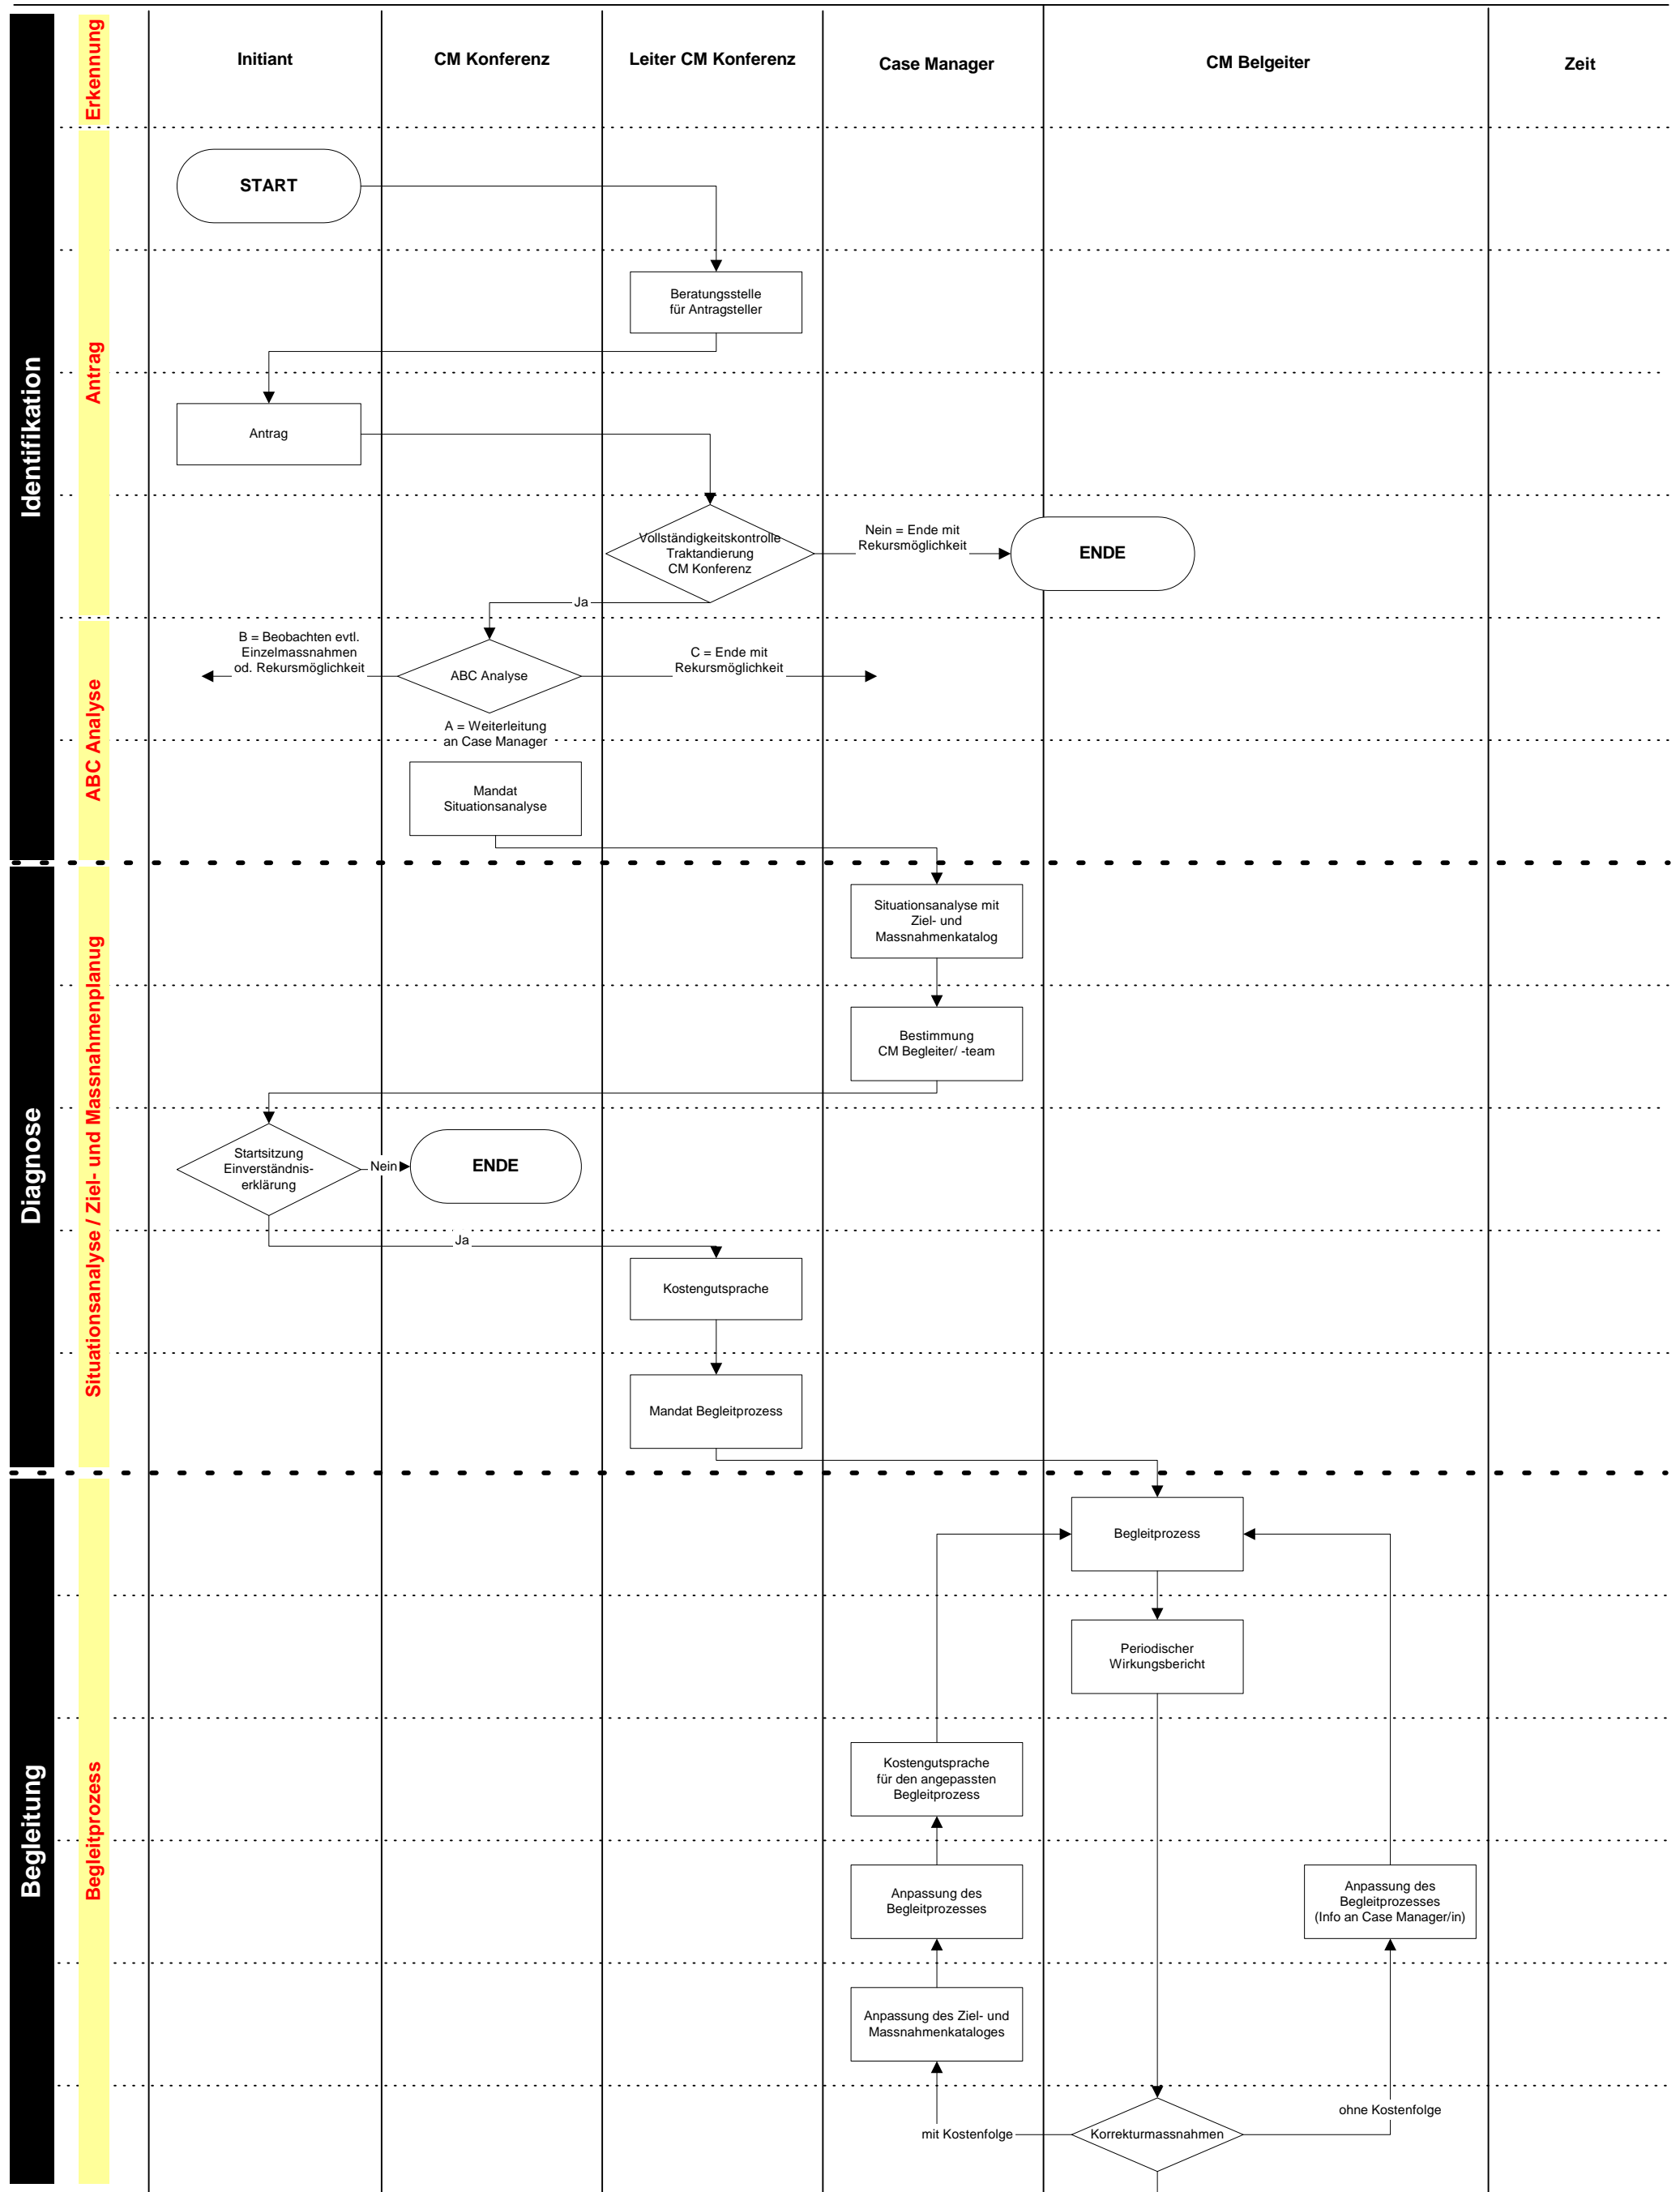 Initiant
CM Konferenz
Leiter CM Konferenz
Case Manager
CM Belgeiter
Zeit
Identifikation
Erkennung
Antrag
ABC Analyse
START
Beratungsstelle
für Antragsteller
Antrag
Vollständigkeitskontrolle
Traktandierung
CM Konferenz
Nein = Ende mit
Rekursmöglichkeit
ENDE
Ja
B = Beobachten evtl.
Einzelmassnahmen
od. Rekursmöglichkeit
ABC Analyse
C = Ende mit
Rekursmöglichkeit
A = Weiterleitung
an Case Manager
Mandat
Situationsanalyse
Diagnose
Situationsanalyse / Ziel- und Massnahmenplanug
Situationsanalyse mit
Ziel- und
Massnahmenkatalog
Bestimmung
CM Begleiter/ -team
Startsitzung
Einverständnis-
erklärung
Nein
ENDE
Ja
Kostengutsprache
Mandat Begleitprozess
Begleitung
Begleitprozess
Begleitprozess
Periodischer
Wirkungsbericht
Kostengutsprache
für den angepassten
Begleitprozess
Anpassung des
Begleitprozesses
Anpassung des
Begleitprozesses
(Info an Case Manager/in)
Anpassung des Ziel- und
Massnahmenkataloges
mit Kostenfolge
Korrekturmassnahmen
ohne Kostenfolge